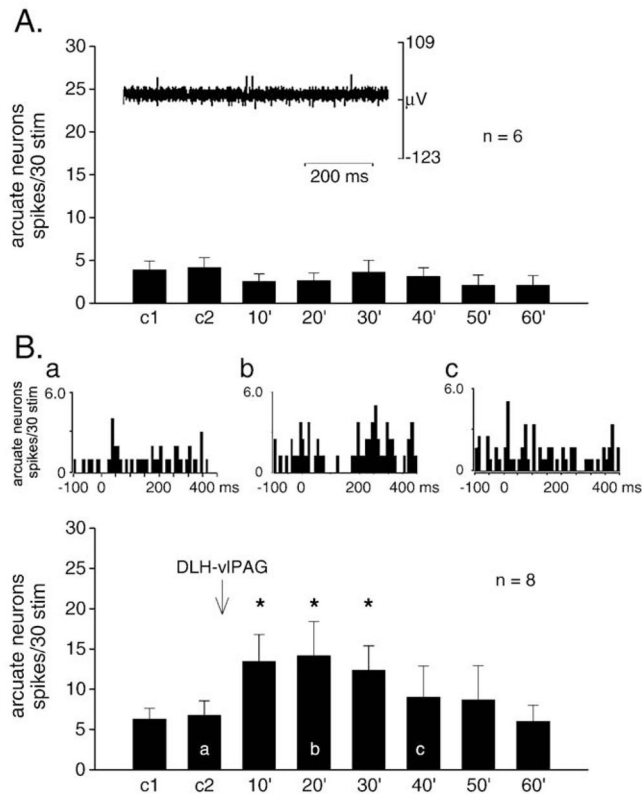 A.
arcuate neurons
spikes/30 stim
30
25
20
15
10
5
0
109
µV
-123
200 ms
n = 6
c1 c2 10' 20' 30' 40' 50' 60'
B.
a b c
arcuate neurons
spikes/30 stim
6.0 6.0 6.0
0 0 0
-100 0 200 400 ms -100 0 200 400 ms -100 0 200 400 ms
arcuate neurons
spikes/30 stim
30
25
20
15
10
5
0
DLH-vlPAG
n = 8
* * *
a b c
c1 c2 10' 20' 30' 40' 50' 60'